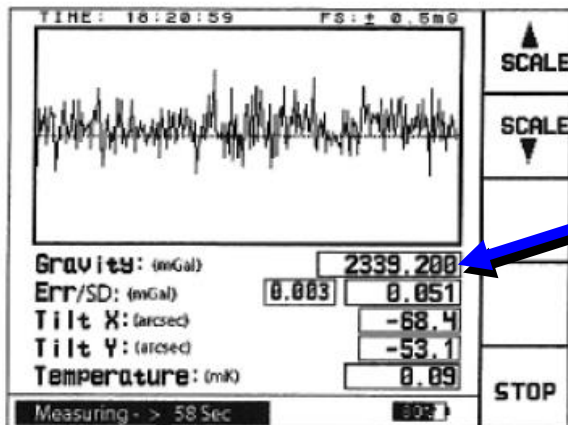 TIME: 18:20:59 FS: ± 0.5mG
SCALE
SCALE
Gravity: (mGal) 2339.200
Err/SD: (mGal) 0.003 0.051
Tilt X: (arcsec) -68.4
Tilt Y: (arcsec) -53.1
Temperature: (mK) 0.09
STOP
Measuring - > 58 Sec 80%